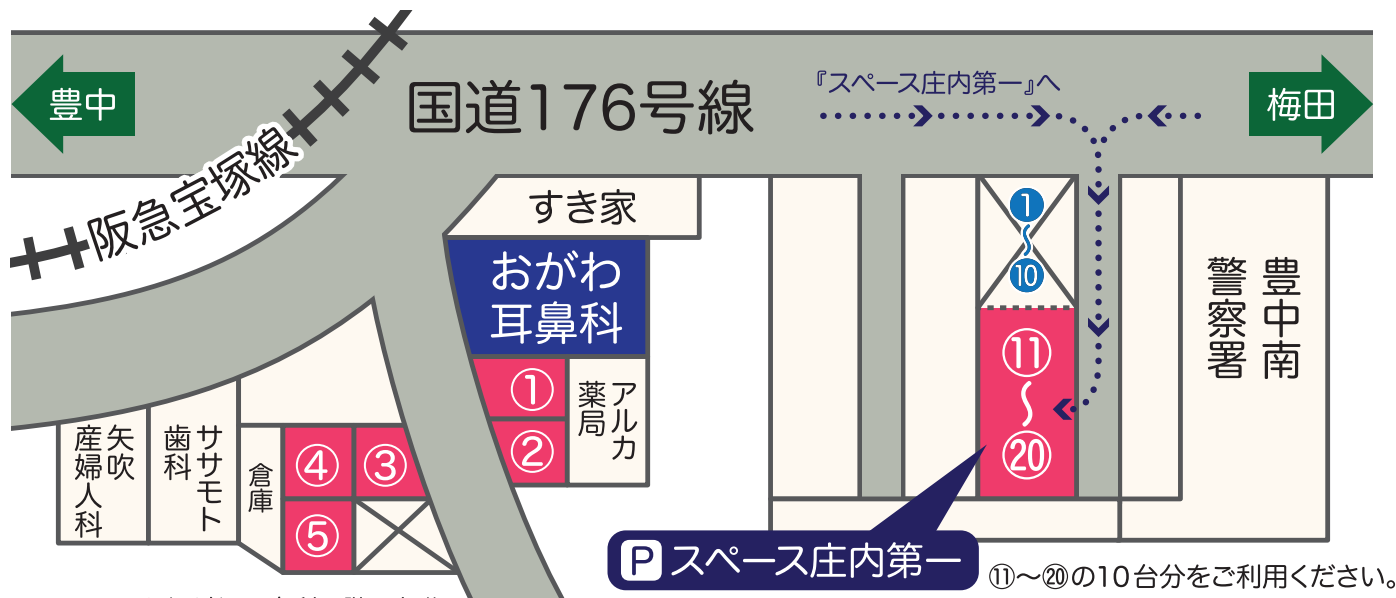 豊中
国道176号線
『スペース庄内第一』へ
梅田
阪急宝塚線
すき家
おがわ
耳鼻科
①
②
アルカ
薬局
③
④
⑤
倉庫
ササモト
歯科
矢吹
産婦人科
①
〜
⑩
⑪
〜
⑳
豊中南
警察署
P スペース庄内第一
⑪〜⑳の10台分をご利用ください。